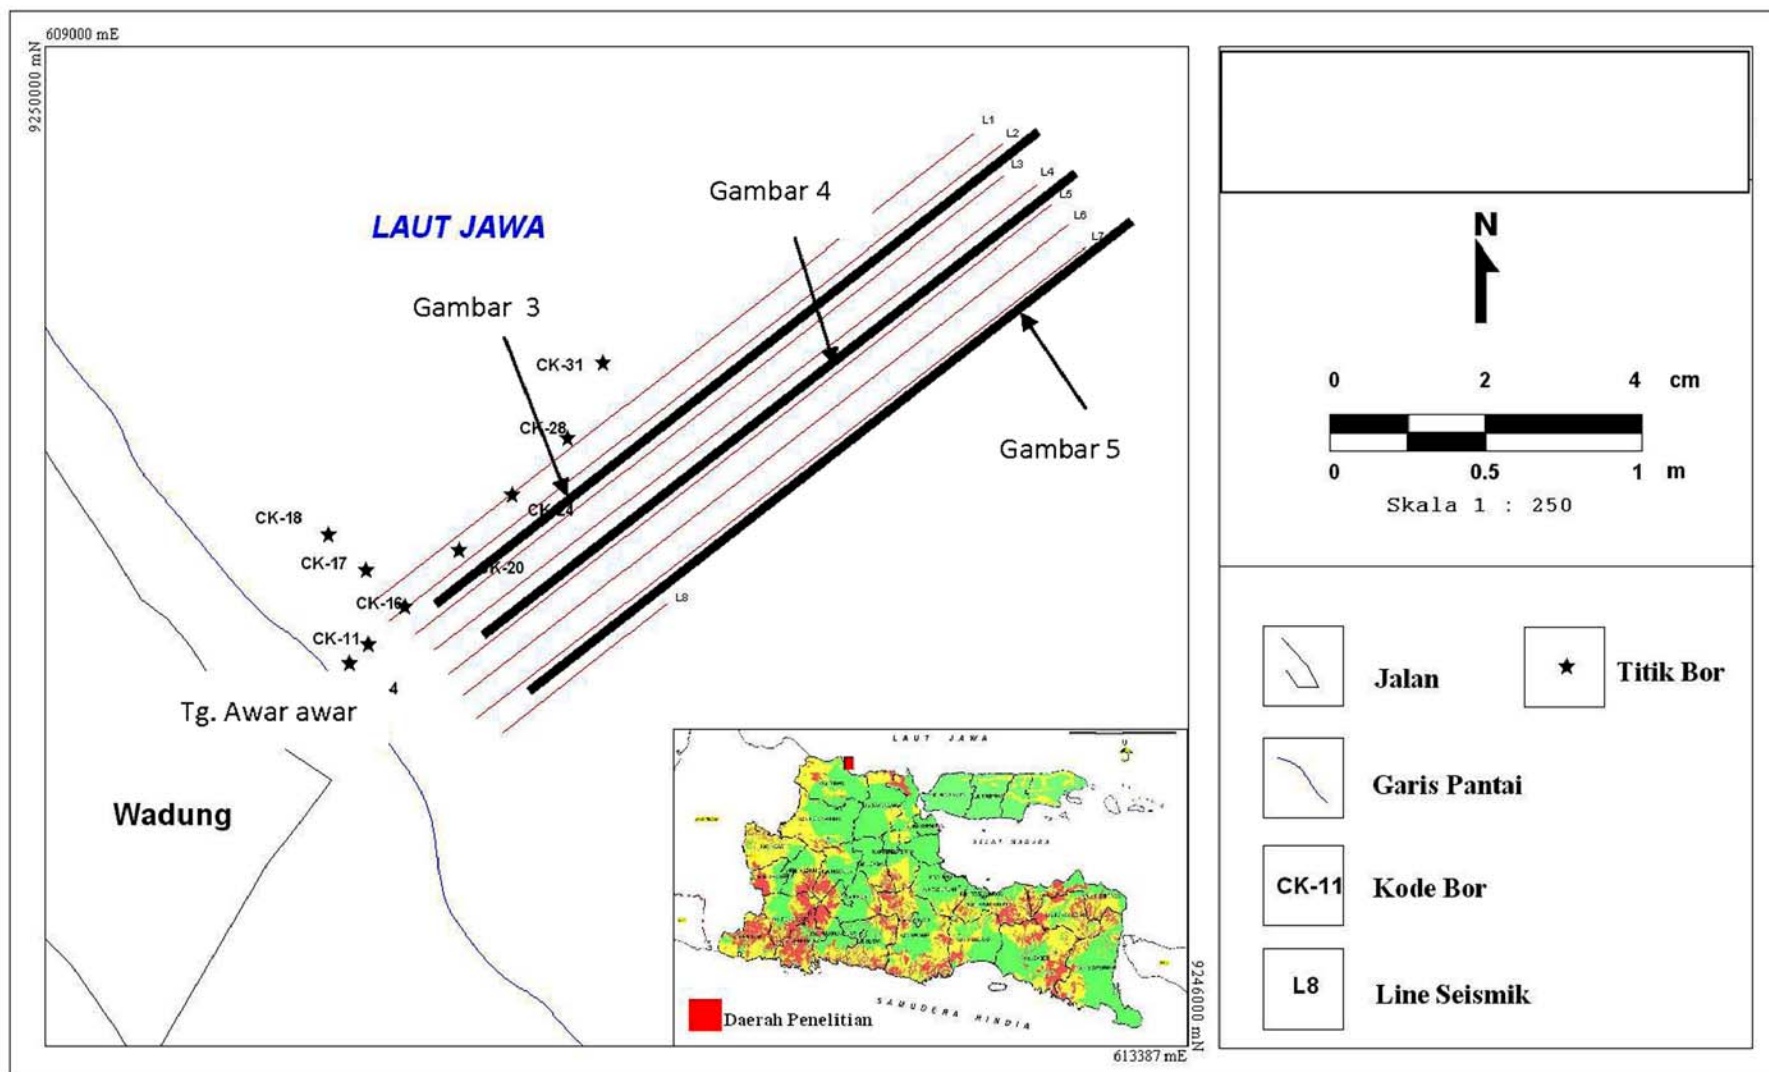 609000 mE
9250000 mN
L1
L2
L3
L4
L5
L6
L7
Gambar 4
LAUT JAWA
Gambar 3
CK-31
CK-28
Gambar 5
CK-24
CK-18
CK-17
CK-20
CK-16
L8
CK-11
4
Tg. Awar awar
Wadung
LAUT JAWA
SELAT MADURA
SAMUDERA HINDIA
Daerah Penelitian
9246000 mN
613387 mE
N
0 2 4 cm
0 0.5 1 m
Skala 1 : 250
Jalan
Titik Bor
Garis Pantai
CK-11 Kode Bor
L8 Line Seismik